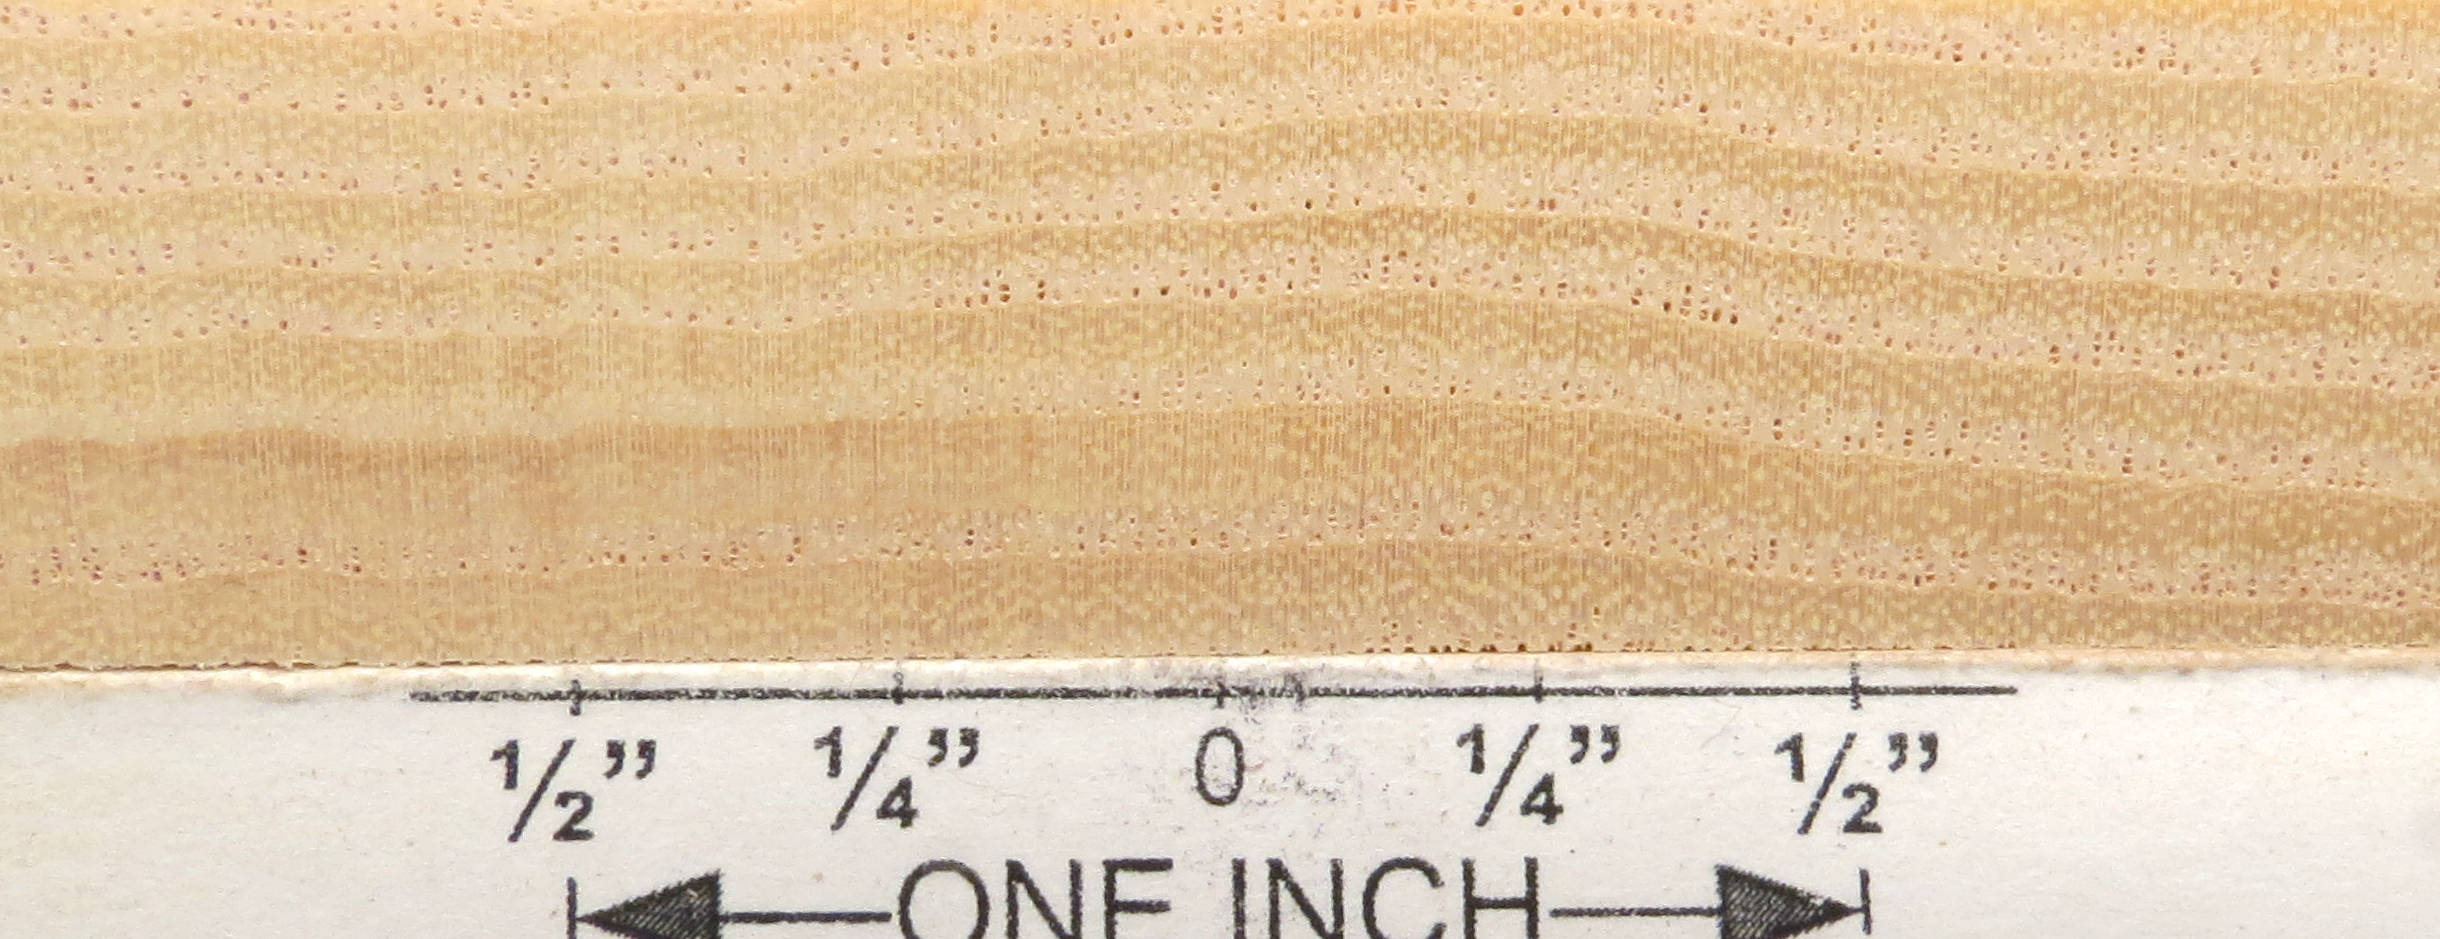 1/2” 1/4” 0 1/4” 1/2”
ONE INCH